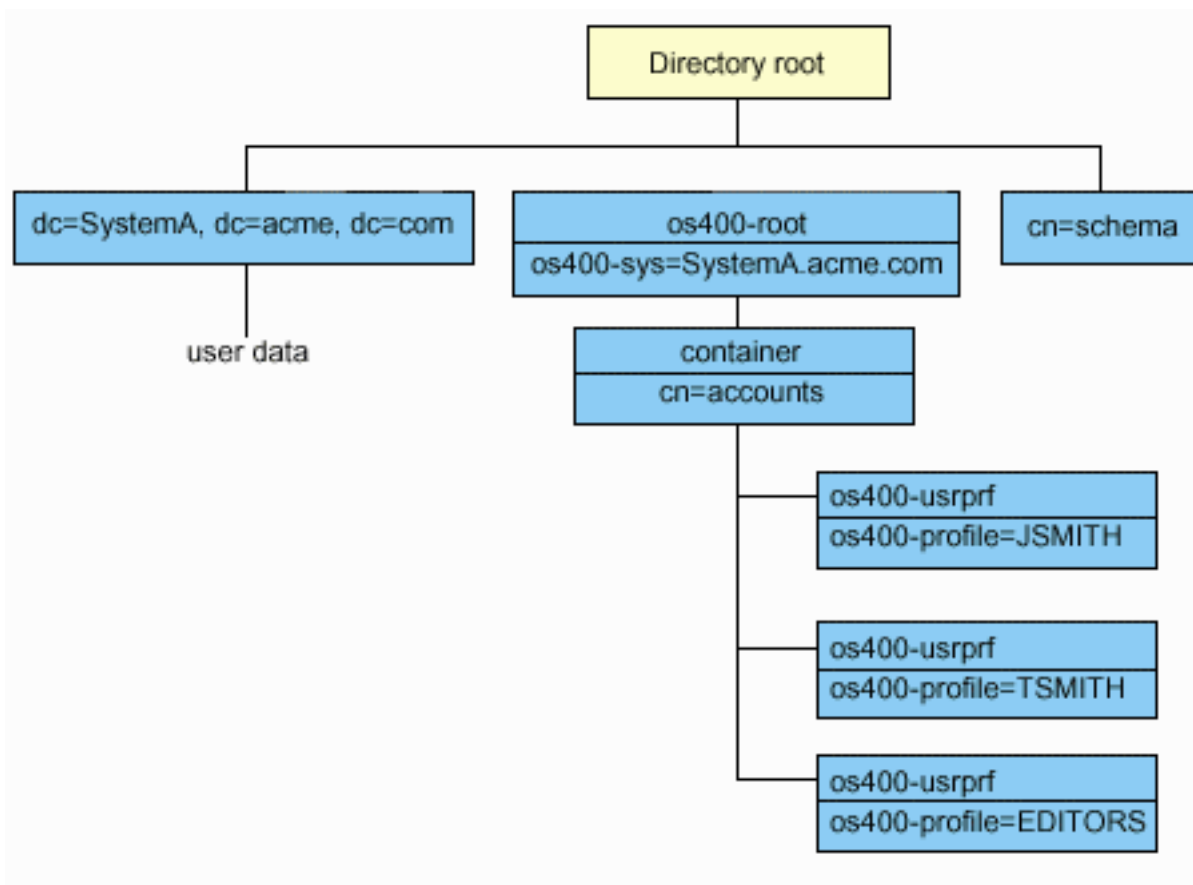 Directory root
dc=SystemA, dc=acme, dc=com
os400-root
os400-sys=SystemA.acme.com
cn=schema
user data
container
cn=accounts
os400-usrprf
os400-profile=JSMITH
os400-usrprf
os400-profile=TSMITH
os400-usrprf
os400-profile=EDITORS